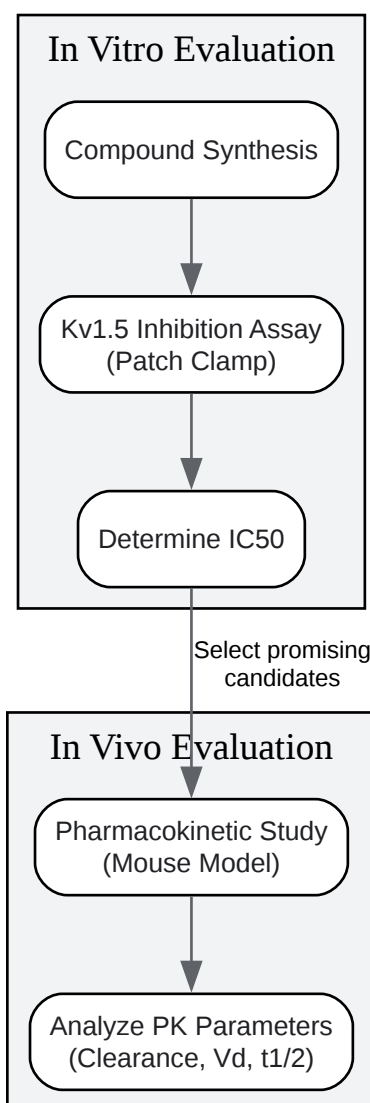 In Vitro Evaluation
Compound Synthesis
Kv1.5 Inhibition Assay
(Patch Clamp)
Determine IC50
Select promising
candidates
In Vivo Evaluation
Pharmacokinetic Study
(Mouse Model)
Analyze PK Parameters
(Clearance, Vd, t1/2)